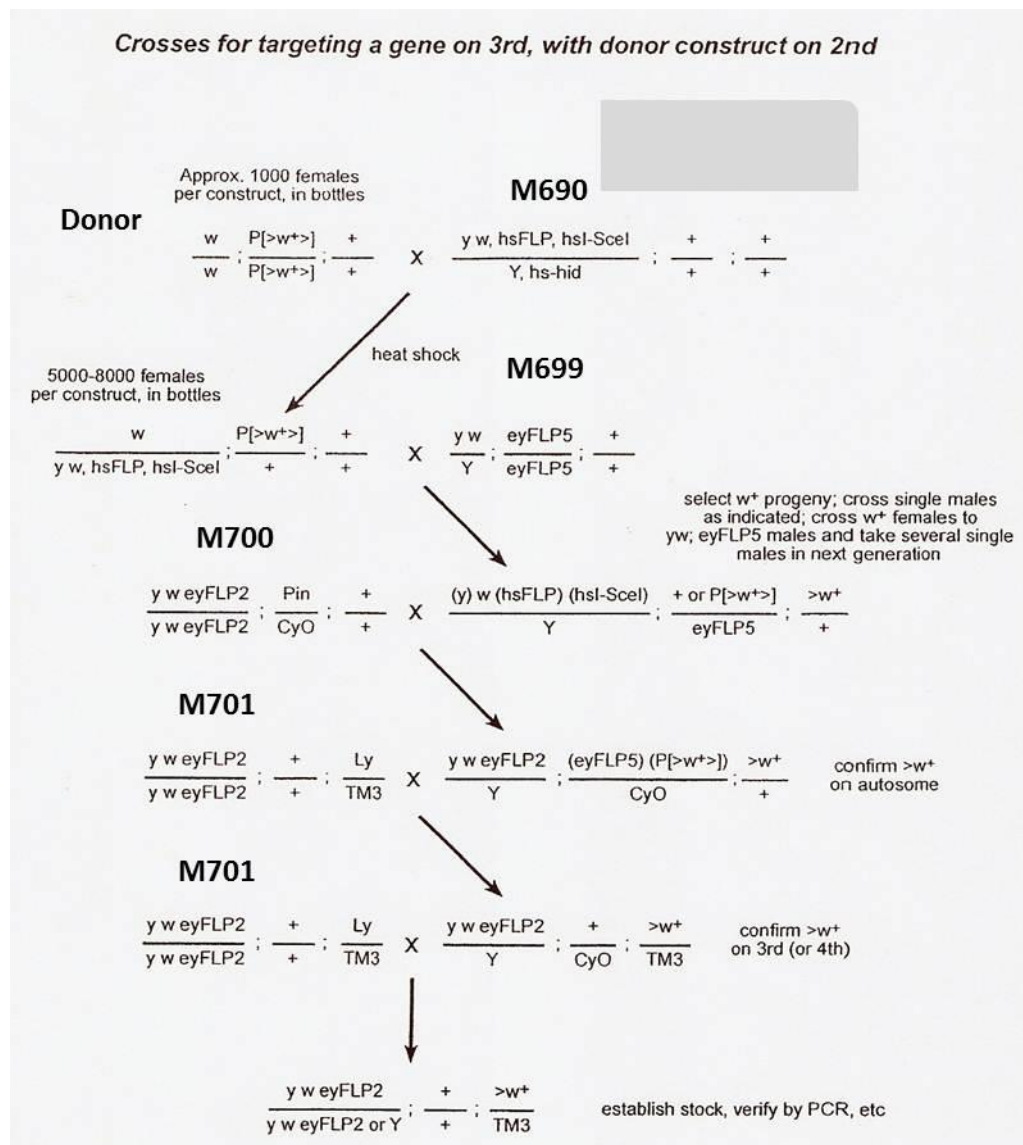 Crosses for targeting a gene on 3rd, with donor construct on 2nd
Approx. 1000 females
per construct, in bottles
M690
Donor
w ; P[>w+>] ; + X y w, hsFLP, hsI-SceI ; + ; +
w P[>w+>] + Y, hs-hid + +
heat shock
M699
5000-8000 females
per construct, in bottles
w ; P[>w+>] ; + X y w ; eyFLP5 ; +
y w, hsFLP, hsI-SceI + + Y eyFLP5 +
select w+ progeny; cross single males
as indicated; cross w+ females to
yw; eyFLP5 males and take several single
males in next generation
M700
y w eyFLP2 ; Pin ; + X (y) w (hsFLP) (hsI-SceI) ; + or P[>w+>] ; >w+
y w eyFLP2 CyO + Y eyFLP5 +
M701
y w eyFLP2 ; + ; Ly X y w eyFLP2 ; (eyFLP5) (P[>w+>]) ; >w+
y w eyFLP2 + TM3 Y CyO +
confirm >w+
on autosome
M701
y w eyFLP2 ; + ; Ly X y w eyFLP2 ; + ; >w+
y w eyFLP2 + TM3 Y CyO TM3
confirm >w+
on 3rd (or 4th)
y w eyFLP2 ; + ; >w+
y w eyFLP2 or Y + TM3
establish stock, verify by PCR, etc